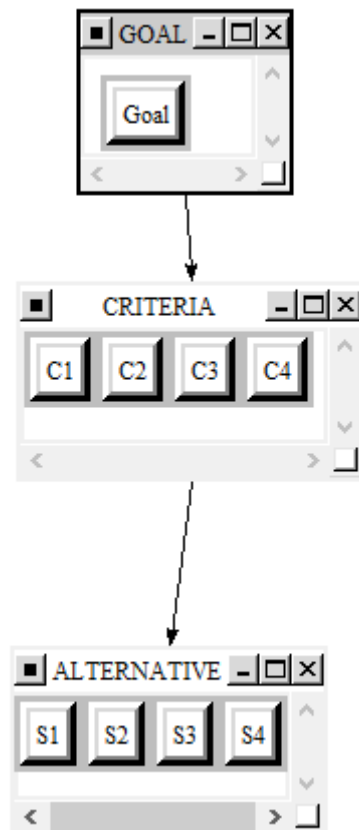 GOAL
Goal
CRITERIA
C1 C2 C3 C4
ALTERNATIVE
S1 S2 S3 S4